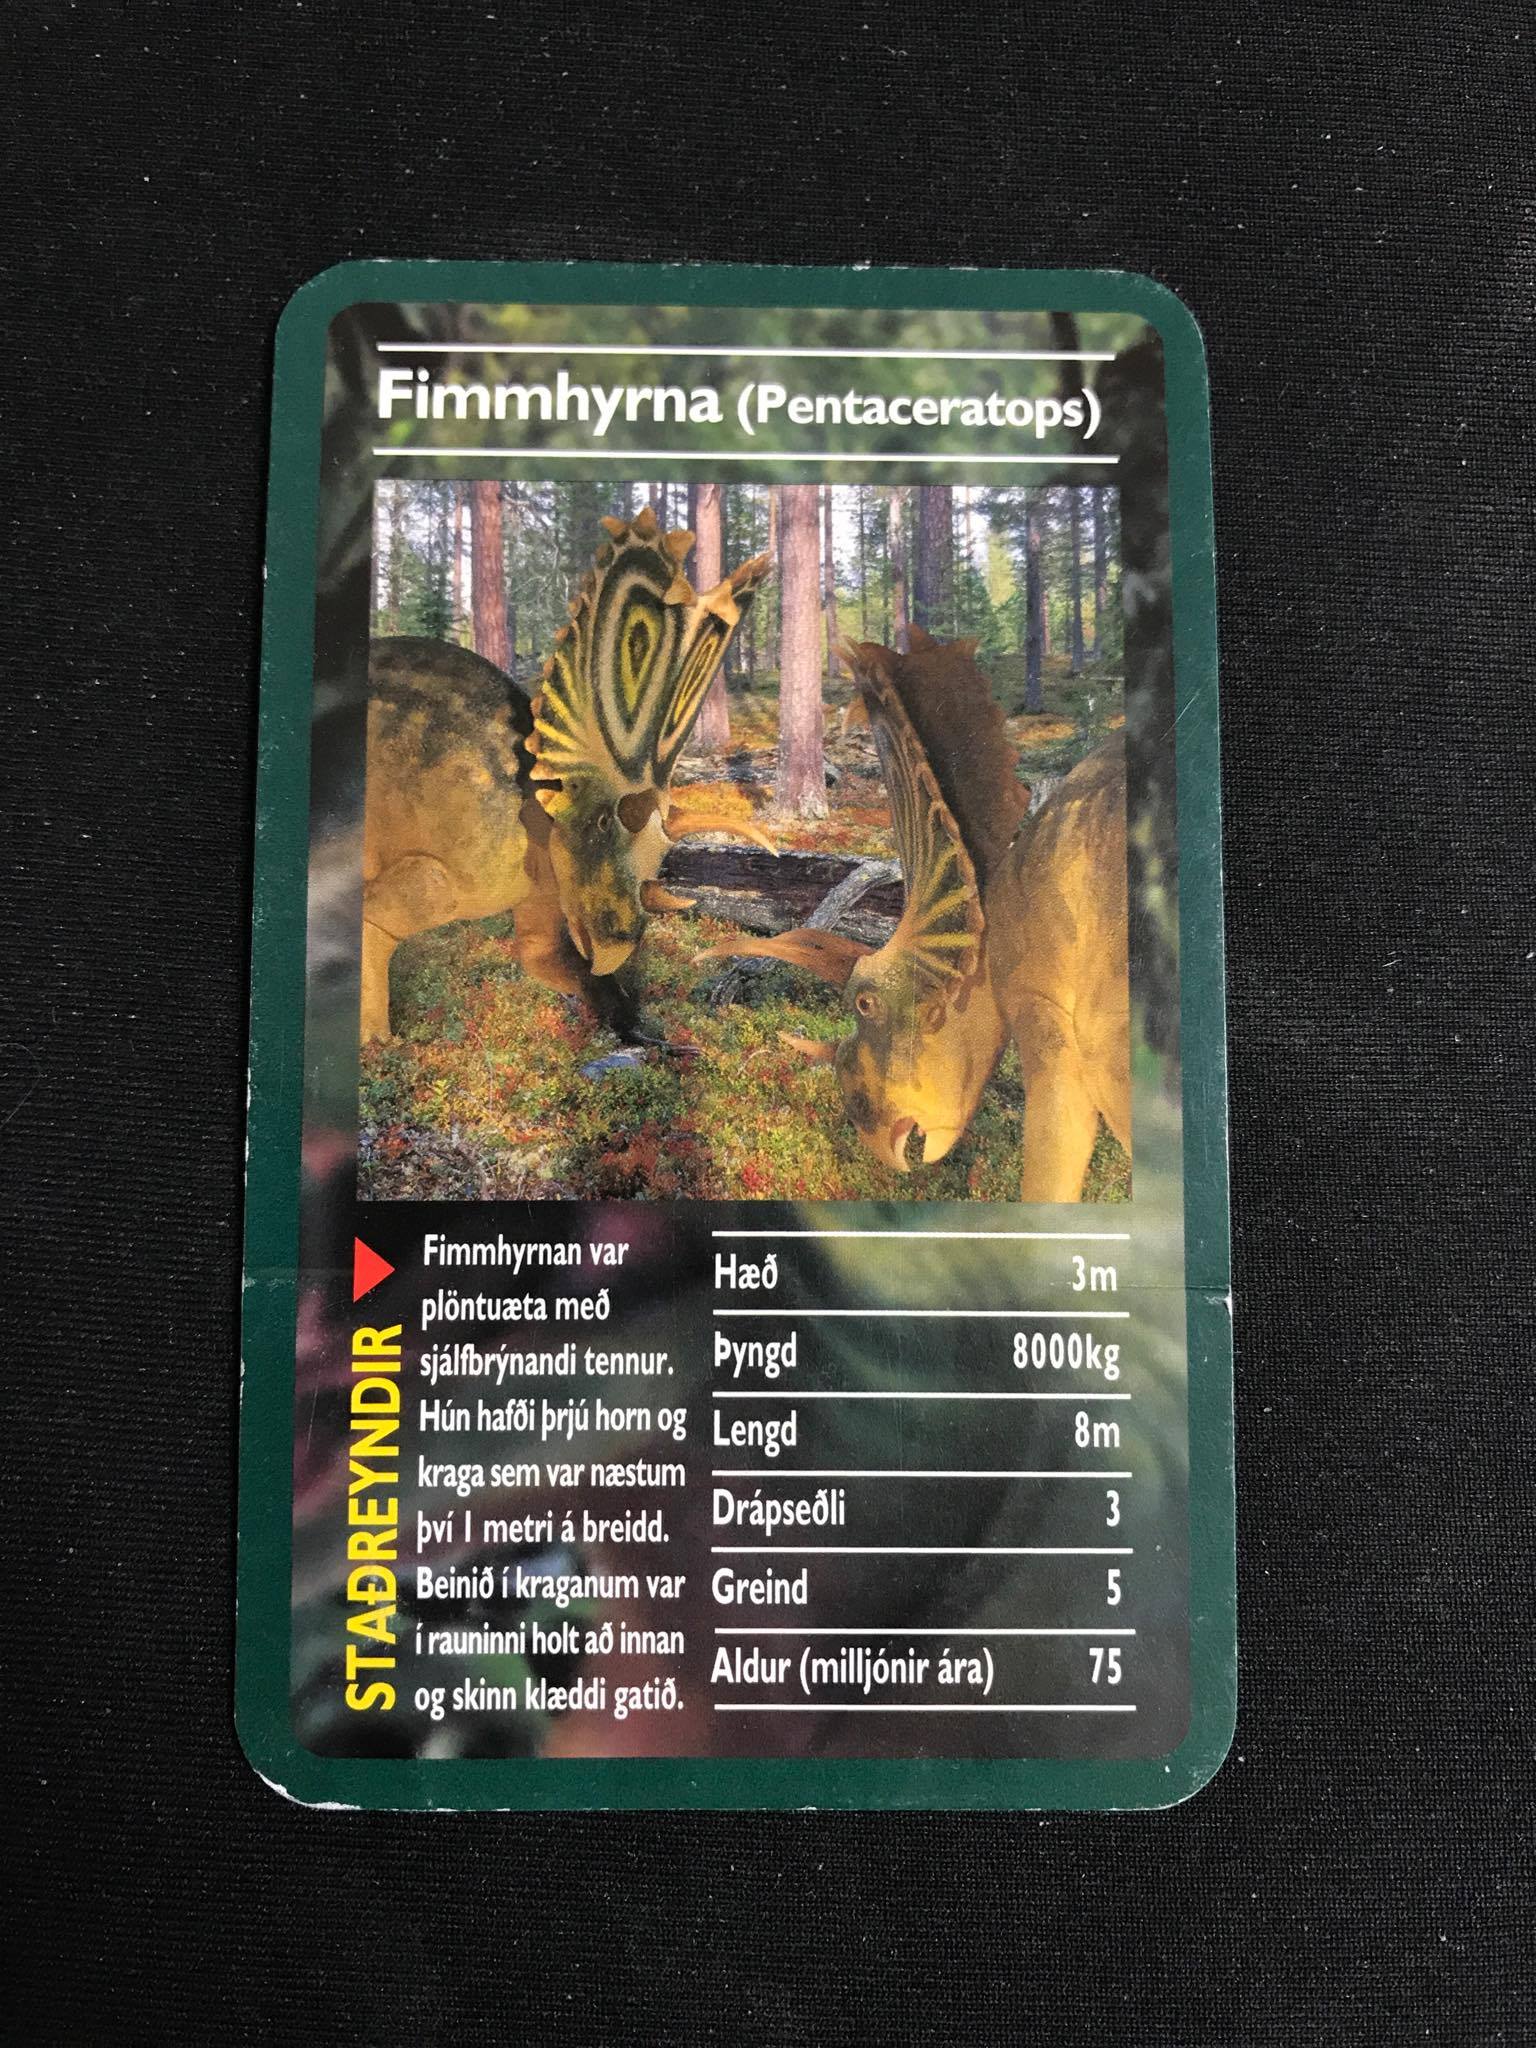 Fimmhyrna (Pentaceratops)
STAÐREYNDIR
Fimmhyrnan var
plöntuæta með
sjálfbrýnandi tennur.
Hún hafði þrjú horn og
kraga sem var næstum
því 1 metri á breidd.
Beinið í kraganum var
í rauninni holt að innan
og skinn klæddi gatið.
Hæð 3m
Þyngd 8000kg
Lengd 8m
Drápseðli 3
Greind 5
Aldur (milljónir ára) 75